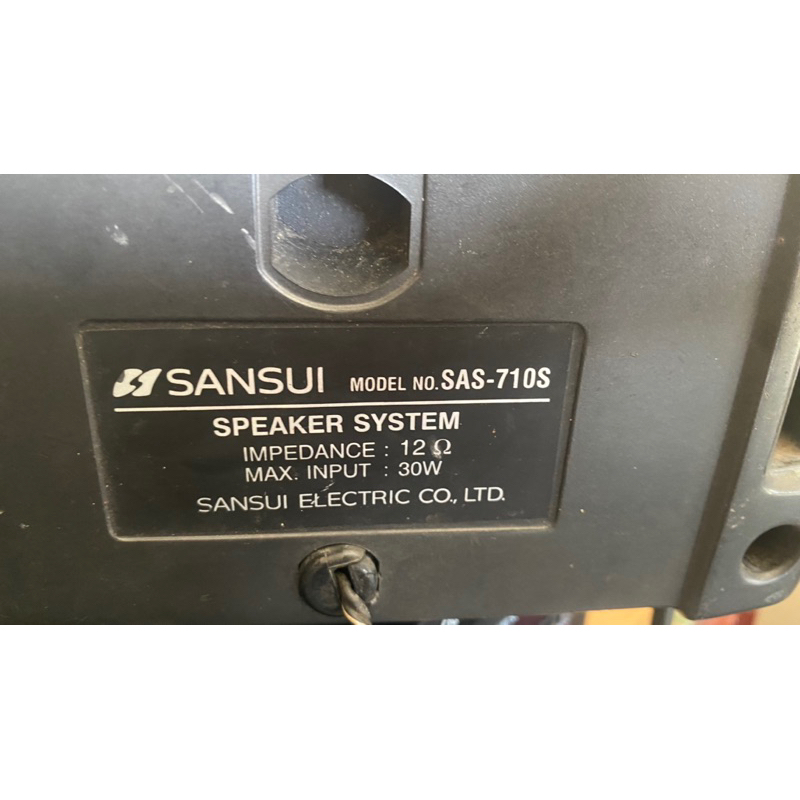 SANSUI MODEL NO. SAS-710S
SPEAKER SYSTEM
IMPEDANCE : 12 Ω
MAX. INPUT : 30W
SANSUI ELECTRIC CO., LTD.